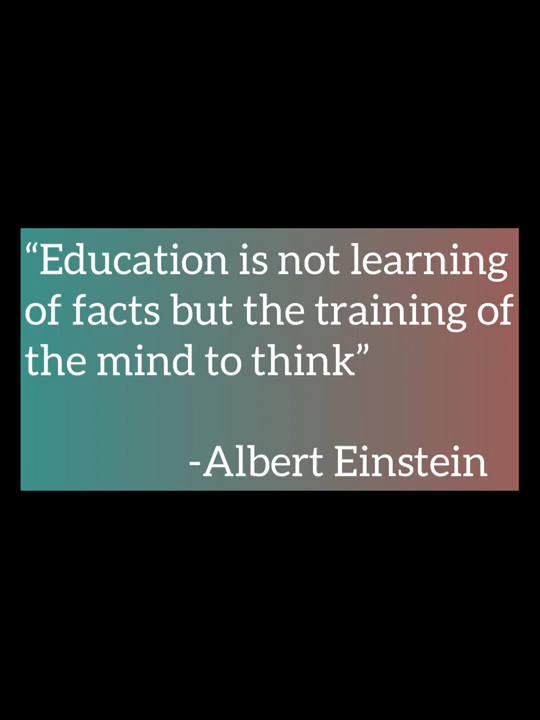 “Education is not learning
of facts but the training of
the mind to think”
-Albert Einstein